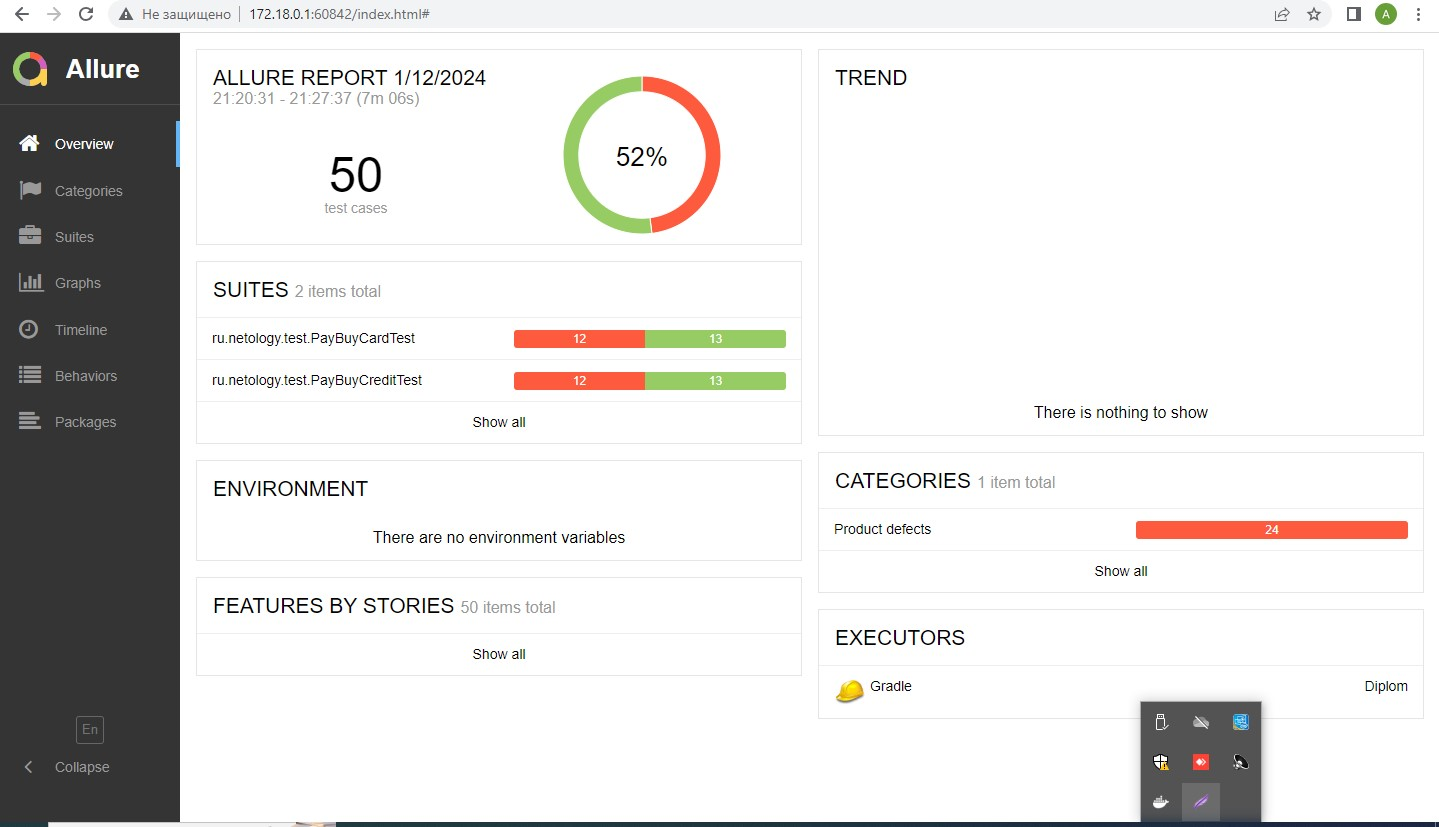 Не защищено
172.18.0.1:60842/index.html#
A
Allure
Overview
Categories
Suites
Graphs
Timeline
Behaviors
Packages
En
Collapse
ALLURE REPORT 1/12/2024
21:20:31 - 21:27:37 (7m 06s)
50
test cases
52%
SUITES 2 items total
ru.netology.test.PayBuyCardTest 12 13
ru.netology.test.PayBuyCreditTest 12 13
Show all
ENVIRONMENT
There are no environment variables
FEATURES BY STORIES 50 items total
Show all
TREND
There is nothing to show
CATEGORIES 1 item total
Product defects 24
Show all
EXECUTORS
Gradle Diplom